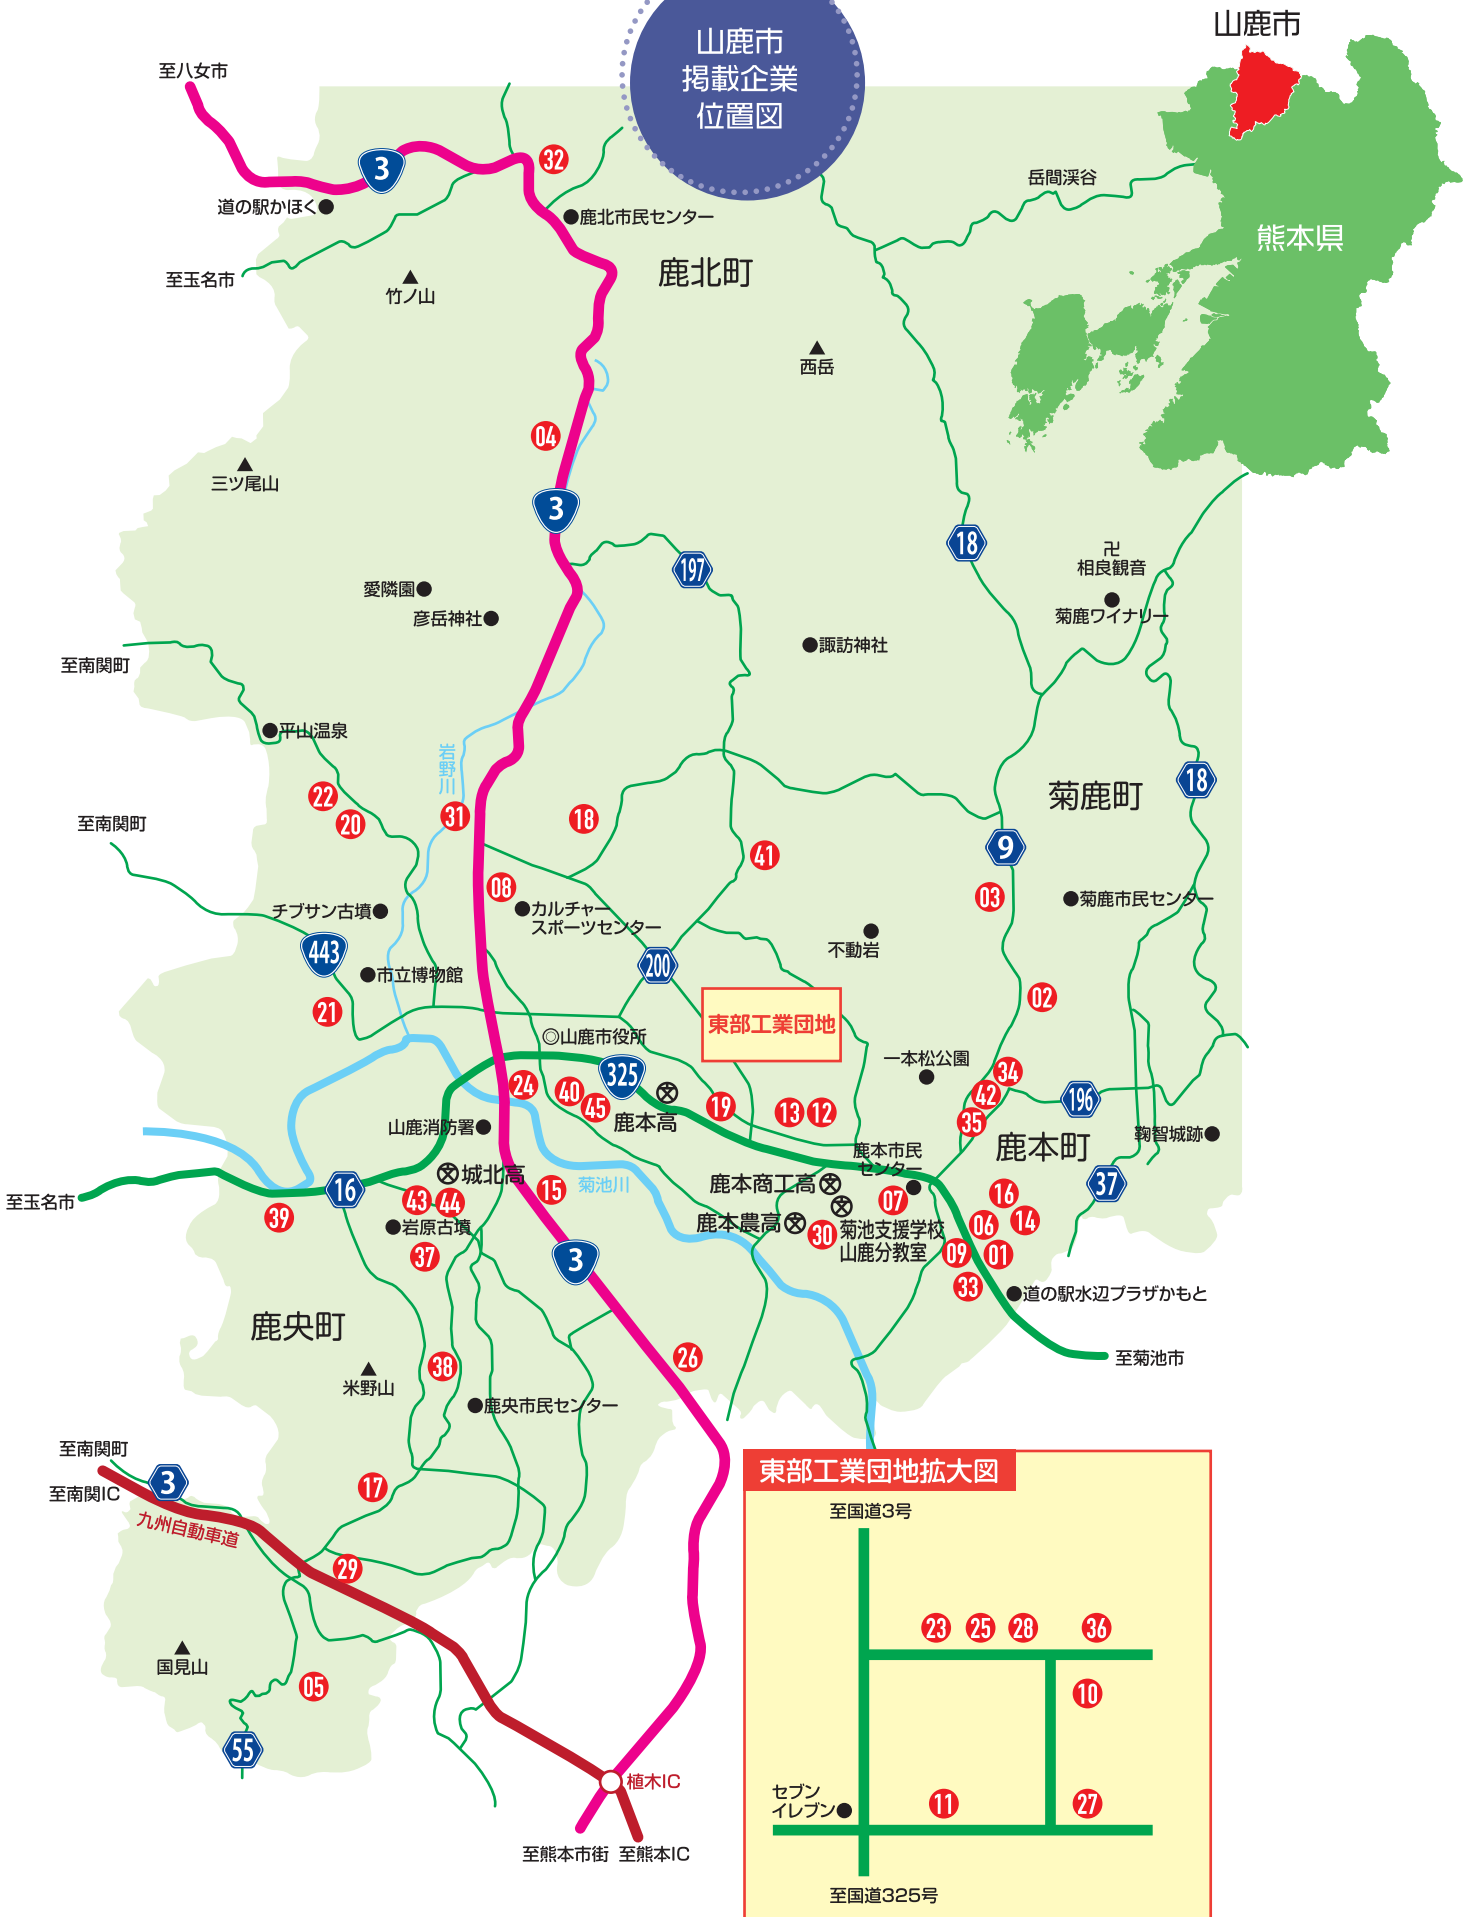 山鹿市
掲載企業
位置図
山鹿市
熊本県
至八女市
3
32
道の駅かほく
鹿北市民センター
岳間渓谷
至玉名市
竹ノ山
鹿北町
西岳
04
三ツ尾山
3
18
197
卍
相良観音
菊鹿ワイナリー
愛隣園
彦岳神社
諏訪神社
至南関町
平山温泉
岩野川
22
20
31
18
菊鹿町
18
至南関町
41
9
08
03
カルチャー
スポーツセンター
菊鹿市民センター
チブサン古墳
443
市立博物館
不動岩
200
21
02
東部工業団地
◎山鹿市役所
一本松公園
325
24
40
45
鹿本高
19
13
12
34
42
35
196
山鹿消防署
鹿本町
鞠智城跡
鹿本市民
センター
城北高
菊池川
鹿本商工高
16
15
43
44
07
37
至玉名市
39
岩原古墳
37
鹿本農高
30
菊池支援学校
山鹿分教室
16
06
14
09
01
33
3
道の駅水辺プラザかもと
鹿央町
至菊池市
26
38
米野山
鹿央市民センター
至南関町
3
至南関IC
九州自動車道
17
29
国見山
05
55
植木IC
至熊本市街
至熊本IC
東部工業団地拡大図
至国道3号
23
25
28
36
10
セブン
イレブン
11
27
至国道325号